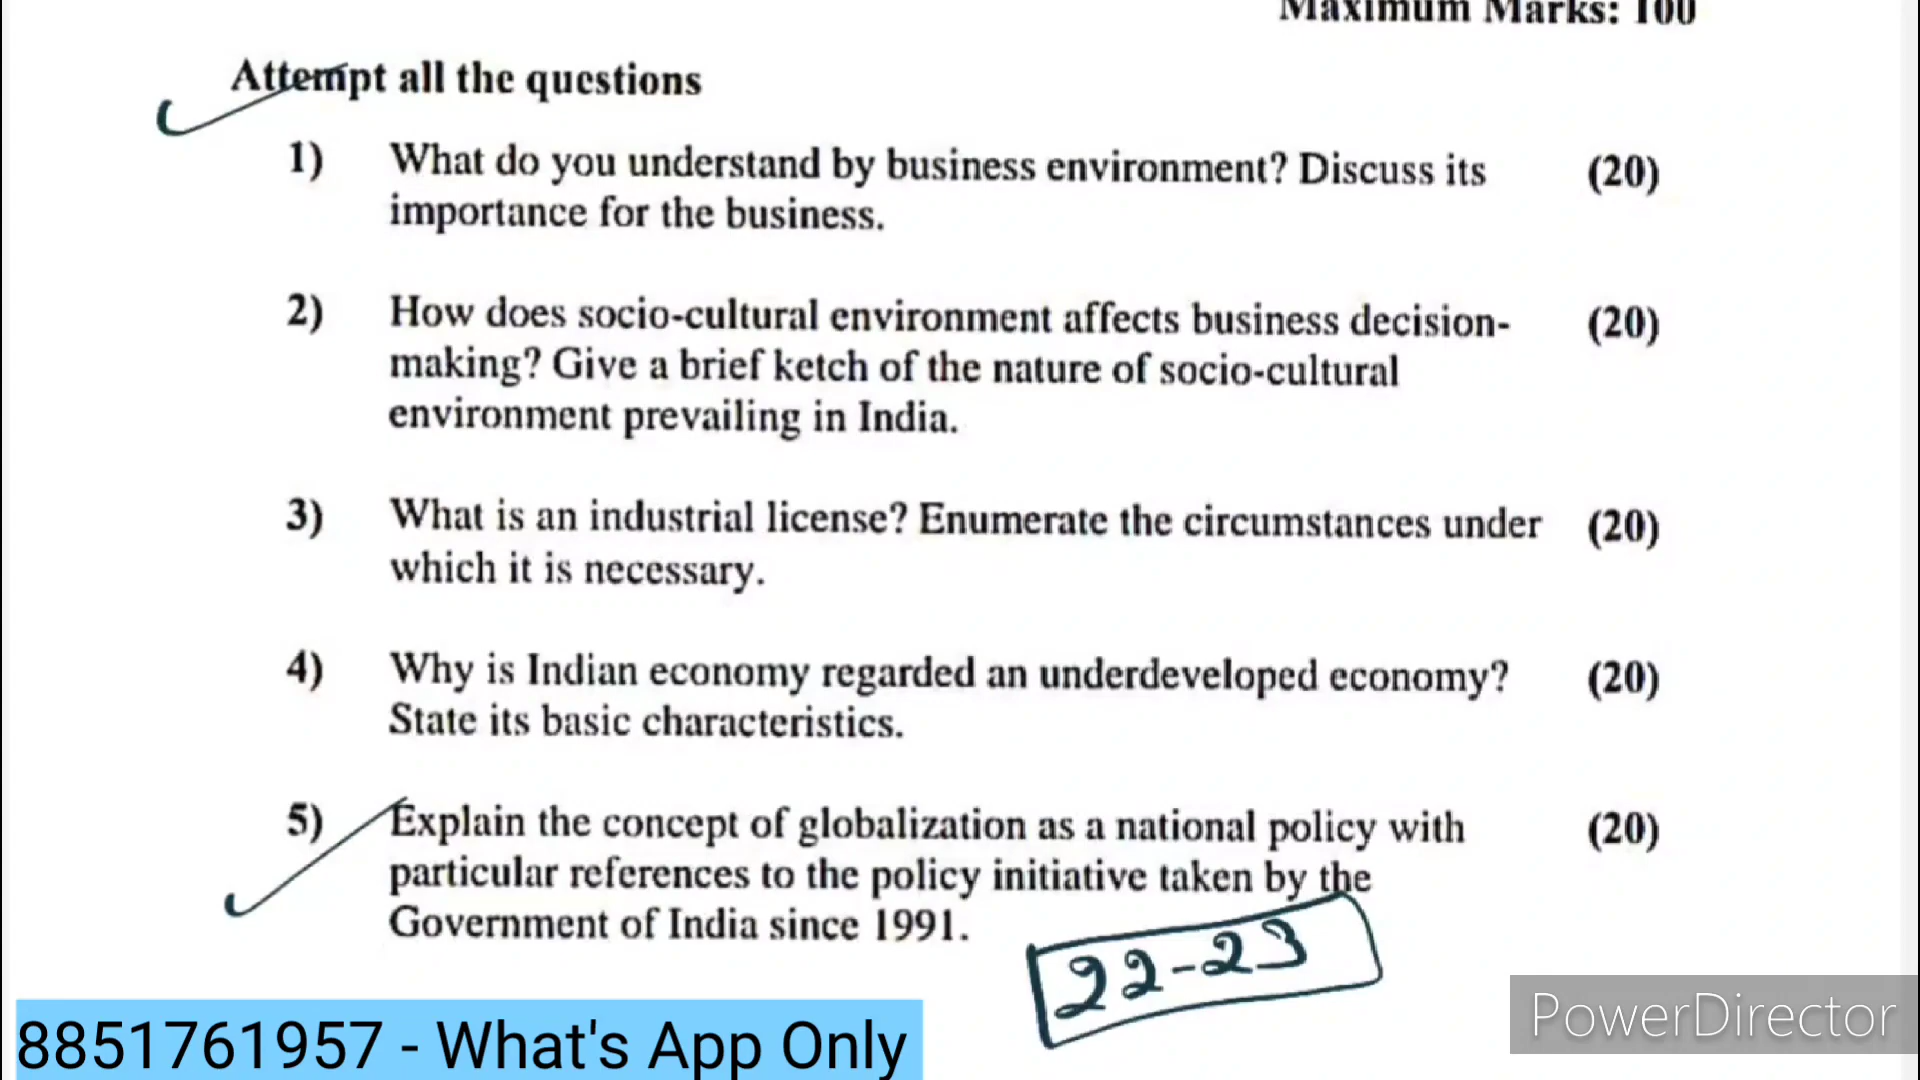 Maximum Marks: 100
Attempt all the questions
1) What do you understand by business environment? Discuss its (20)
importance for the business.
2) How does socio-cultural environment affects business decision- (20)
making? Give a brief ketch of the nature of socio-cultural
environment prevailing in India.
3) What is an industrial license? Enumerate the circumstances under (20)
which it is necessary.
4) Why is Indian economy regarded an underdeveloped economy? (20)
State its basic characteristics.
5) Explain the concept of globalization as a national policy with (20)
particular references to the policy initiative taken by the
Government of India since 1991.
22-23
8851761957 - What's App Only
PowerDirector